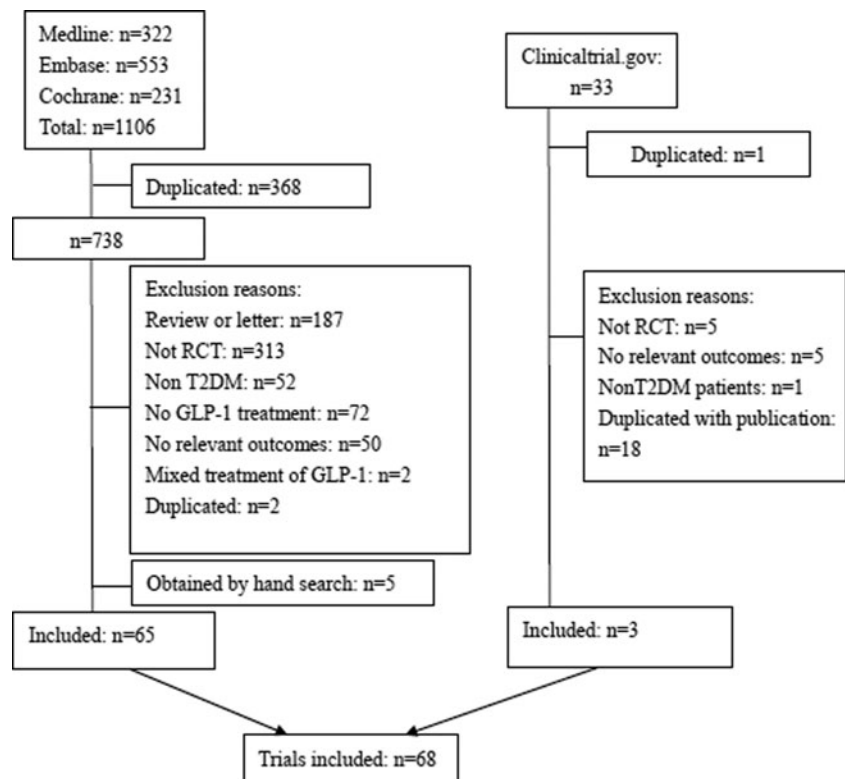 Medline: n=322
Embase: n=553
Cochrane: n=231
Total: n=1106
Duplicated: n=368
n=738
Exclusion reasons:
Review or letter: n=187
Not RCT: n=313
Non T2DM: n=52
No GLP-1 treatment: n=72
No relevant outcomes: n=50
Mixed treatment of GLP-1: n=2
Duplicated: n=2
Obtained by hand search: n=5
Included: n=65
Clinicaltrial.gov:
n=33
Duplicated: n=1
Exclusion reasons:
Not RCT: n=5
No relevant outcomes: n=5
NonT2DM patients: n=1
Duplicated with publication:
n=18
Included: n=3
Trials included: n=68